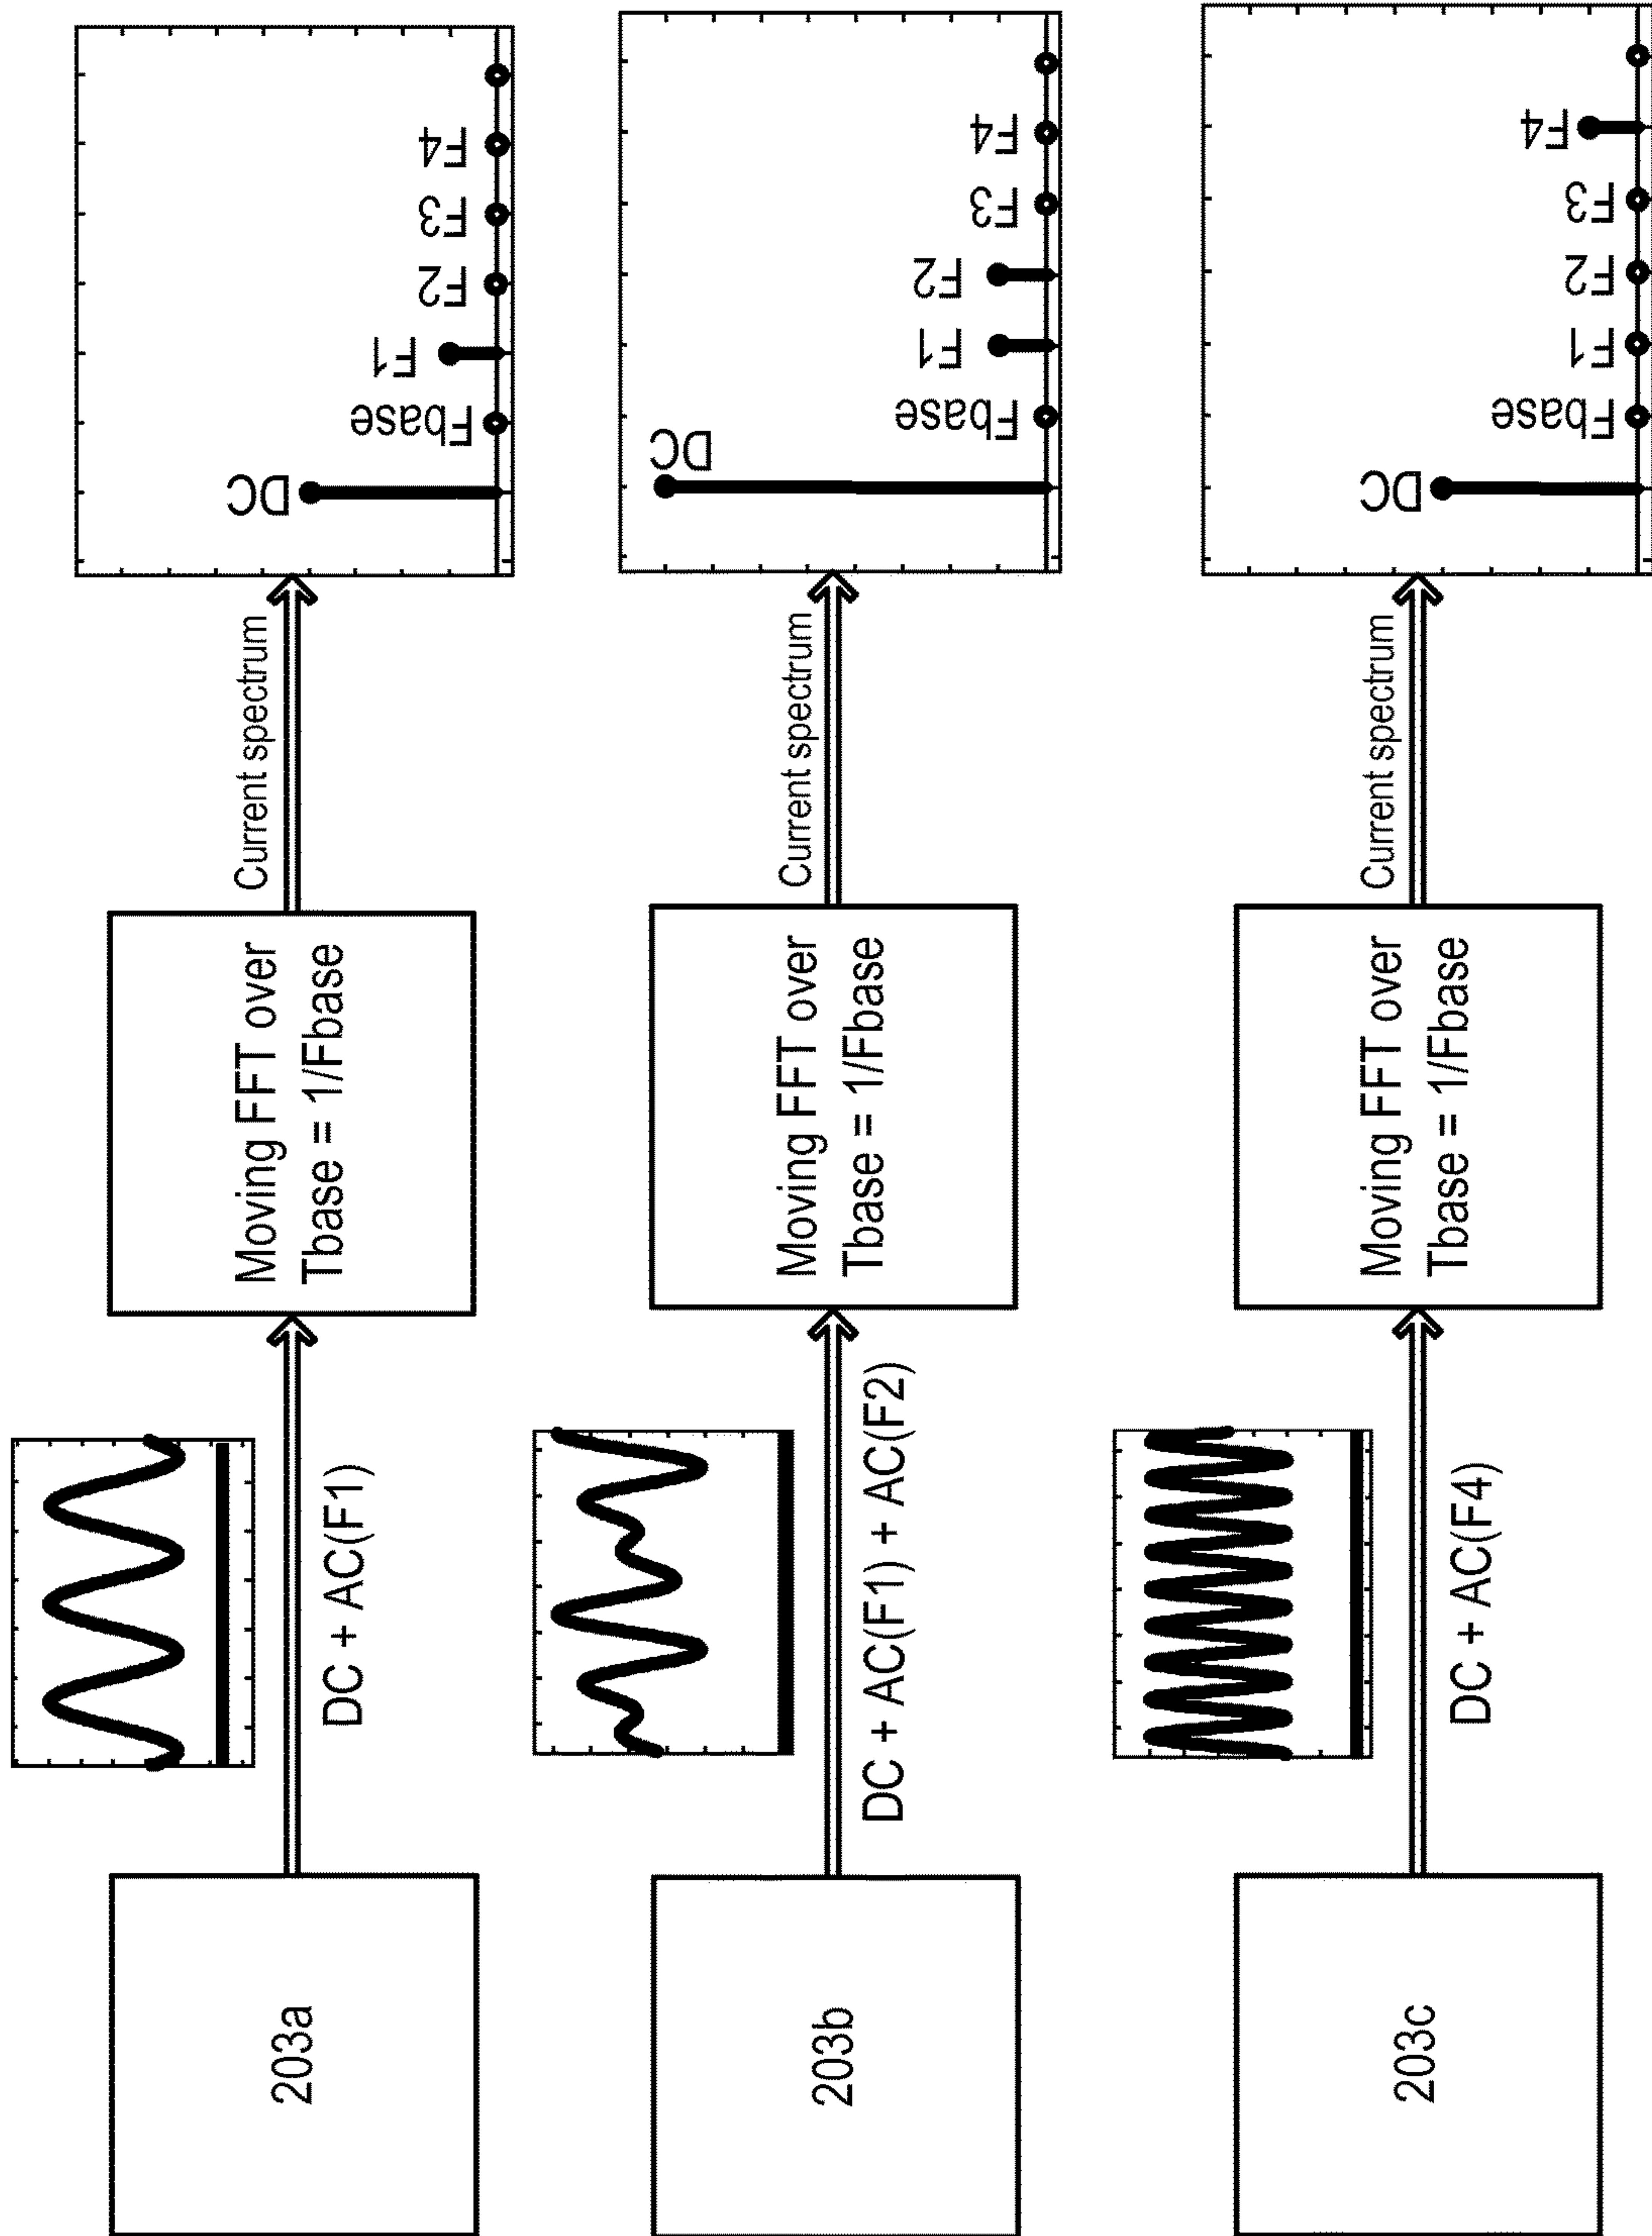 203a
DC + AC(F1)
Moving FFT over
Tbase = 1/Fbase
Current spectrum
DC
Fbase
F1
F2
F3
F4
203b
DC + AC(F1) + AC(F2)
Moving FFT over
Tbase = 1/Fbase
Current spectrum
DC
Fbase
F1
F2
F3
F4
203c
DC + AC(F4)
Moving FFT over
Tbase = 1/Fbase
Current spectrum
DC
Fbase
F1
F2
F3
F4